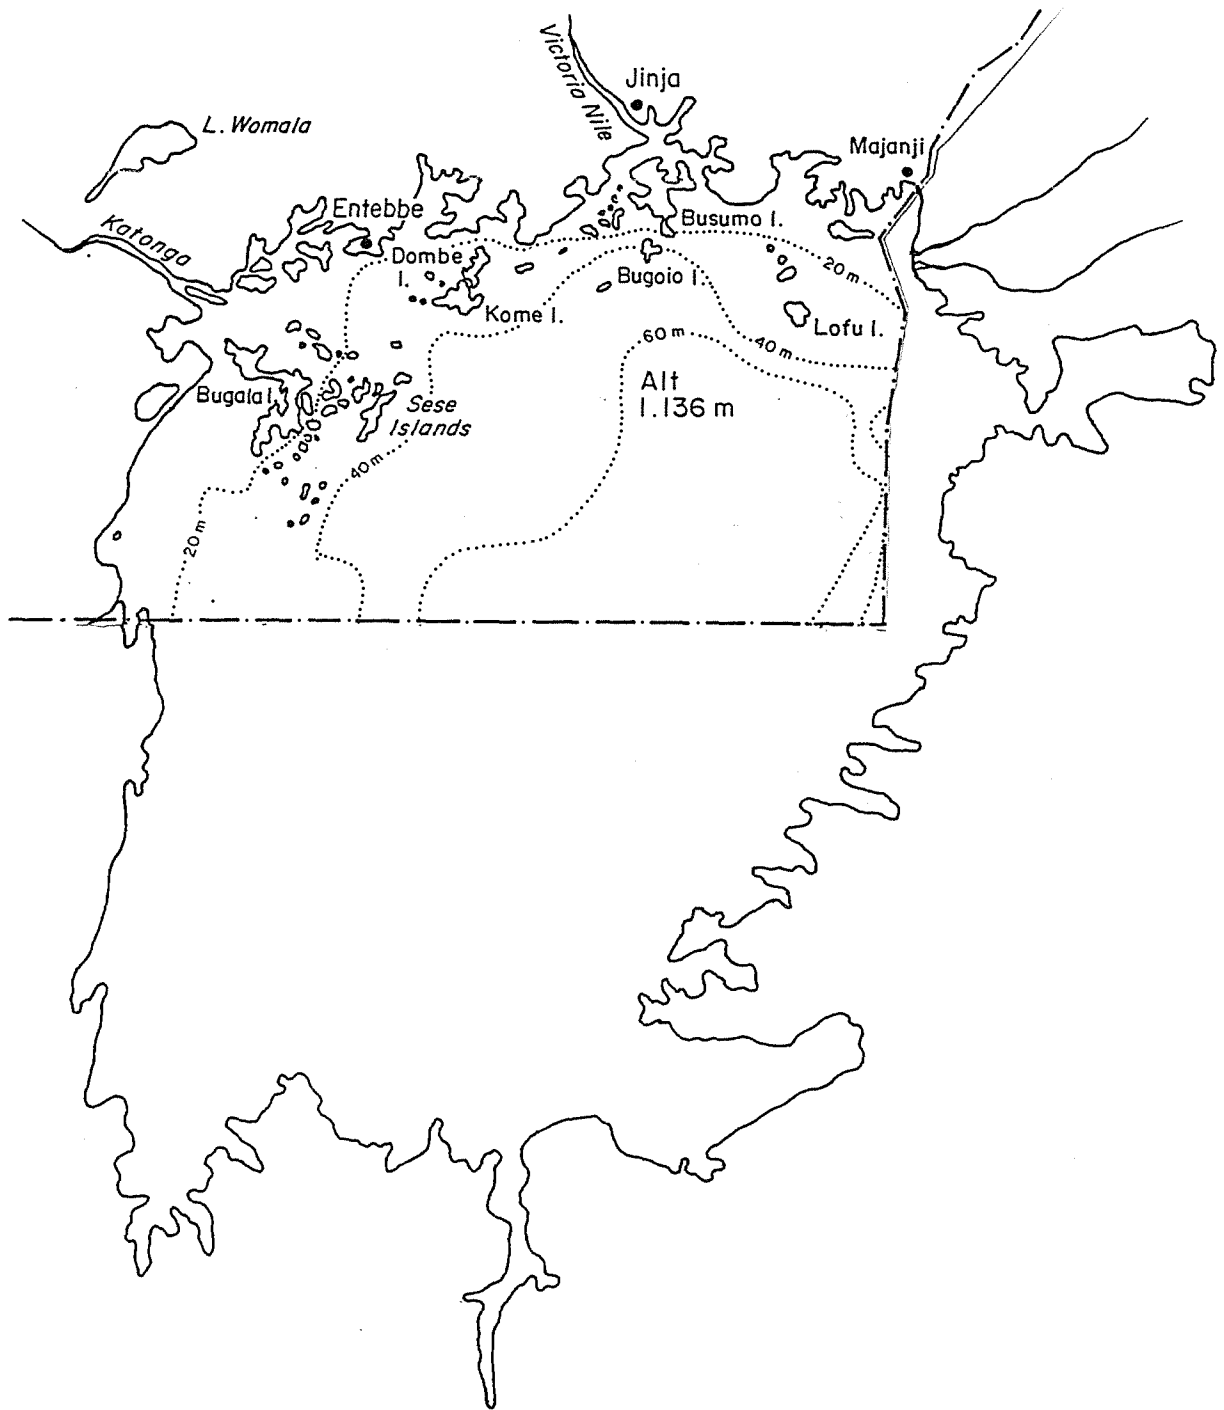 Victoria Nile
Jinja
L. Womala
Majanji
Katonga
Entebbe
Busumo I.
Dombe
I.
Bugoio I.
20 m
Kome I.
Lofu I.
60 m
40 m
Alt
1.136 m
Bugala I.
Sese
Islands
40 m
20 m